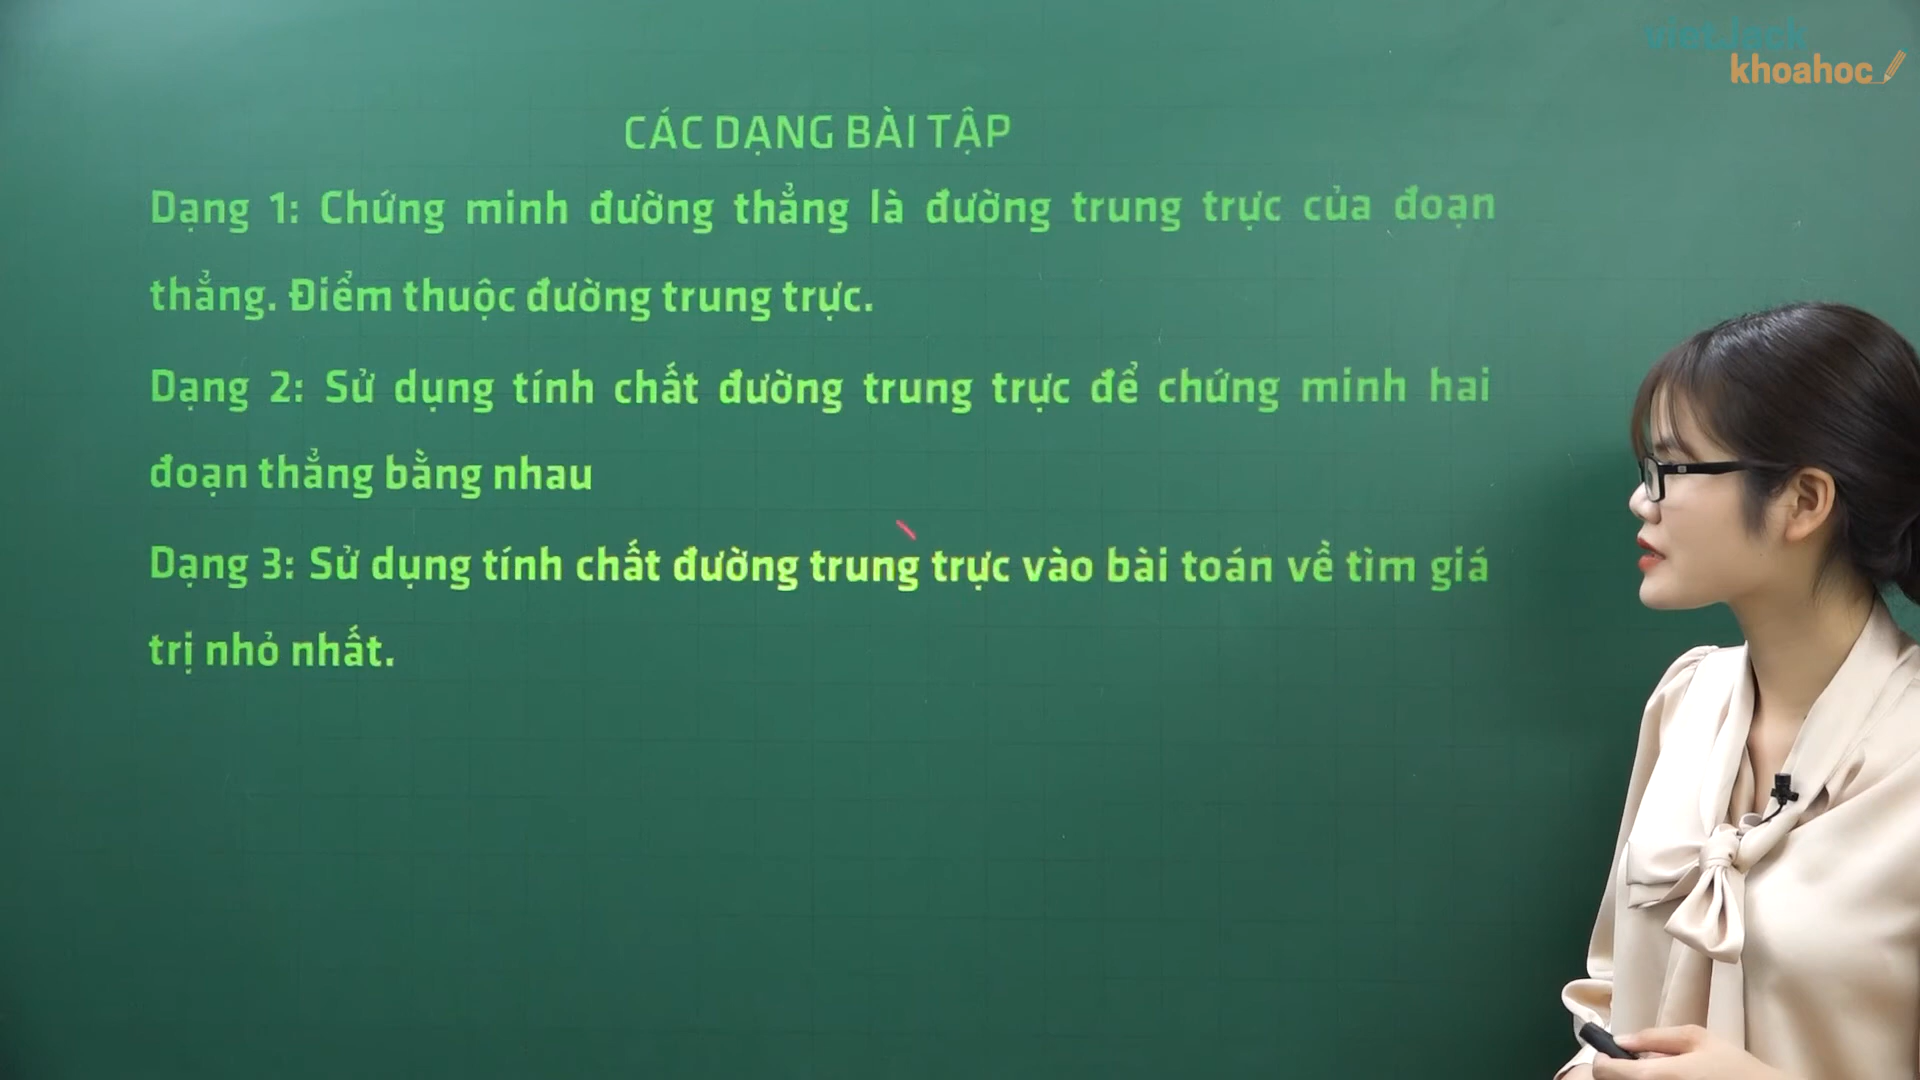 vietJack
khoahoc
CÁC DẠNG BÀI TẬP
Dạng 1: Chứng minh đường thẳng là đường trung trực của đoạn
thẳng. Điểm thuộc đường trung trực.
Dạng 2: Sử dụng tính chất đường trung trực để chứng minh hai
đoạn thẳng bằng nhau
Dạng 3: Sử dụng tính chất đường trung trực vào bài toán về tìm giá
trị nhỏ nhất.